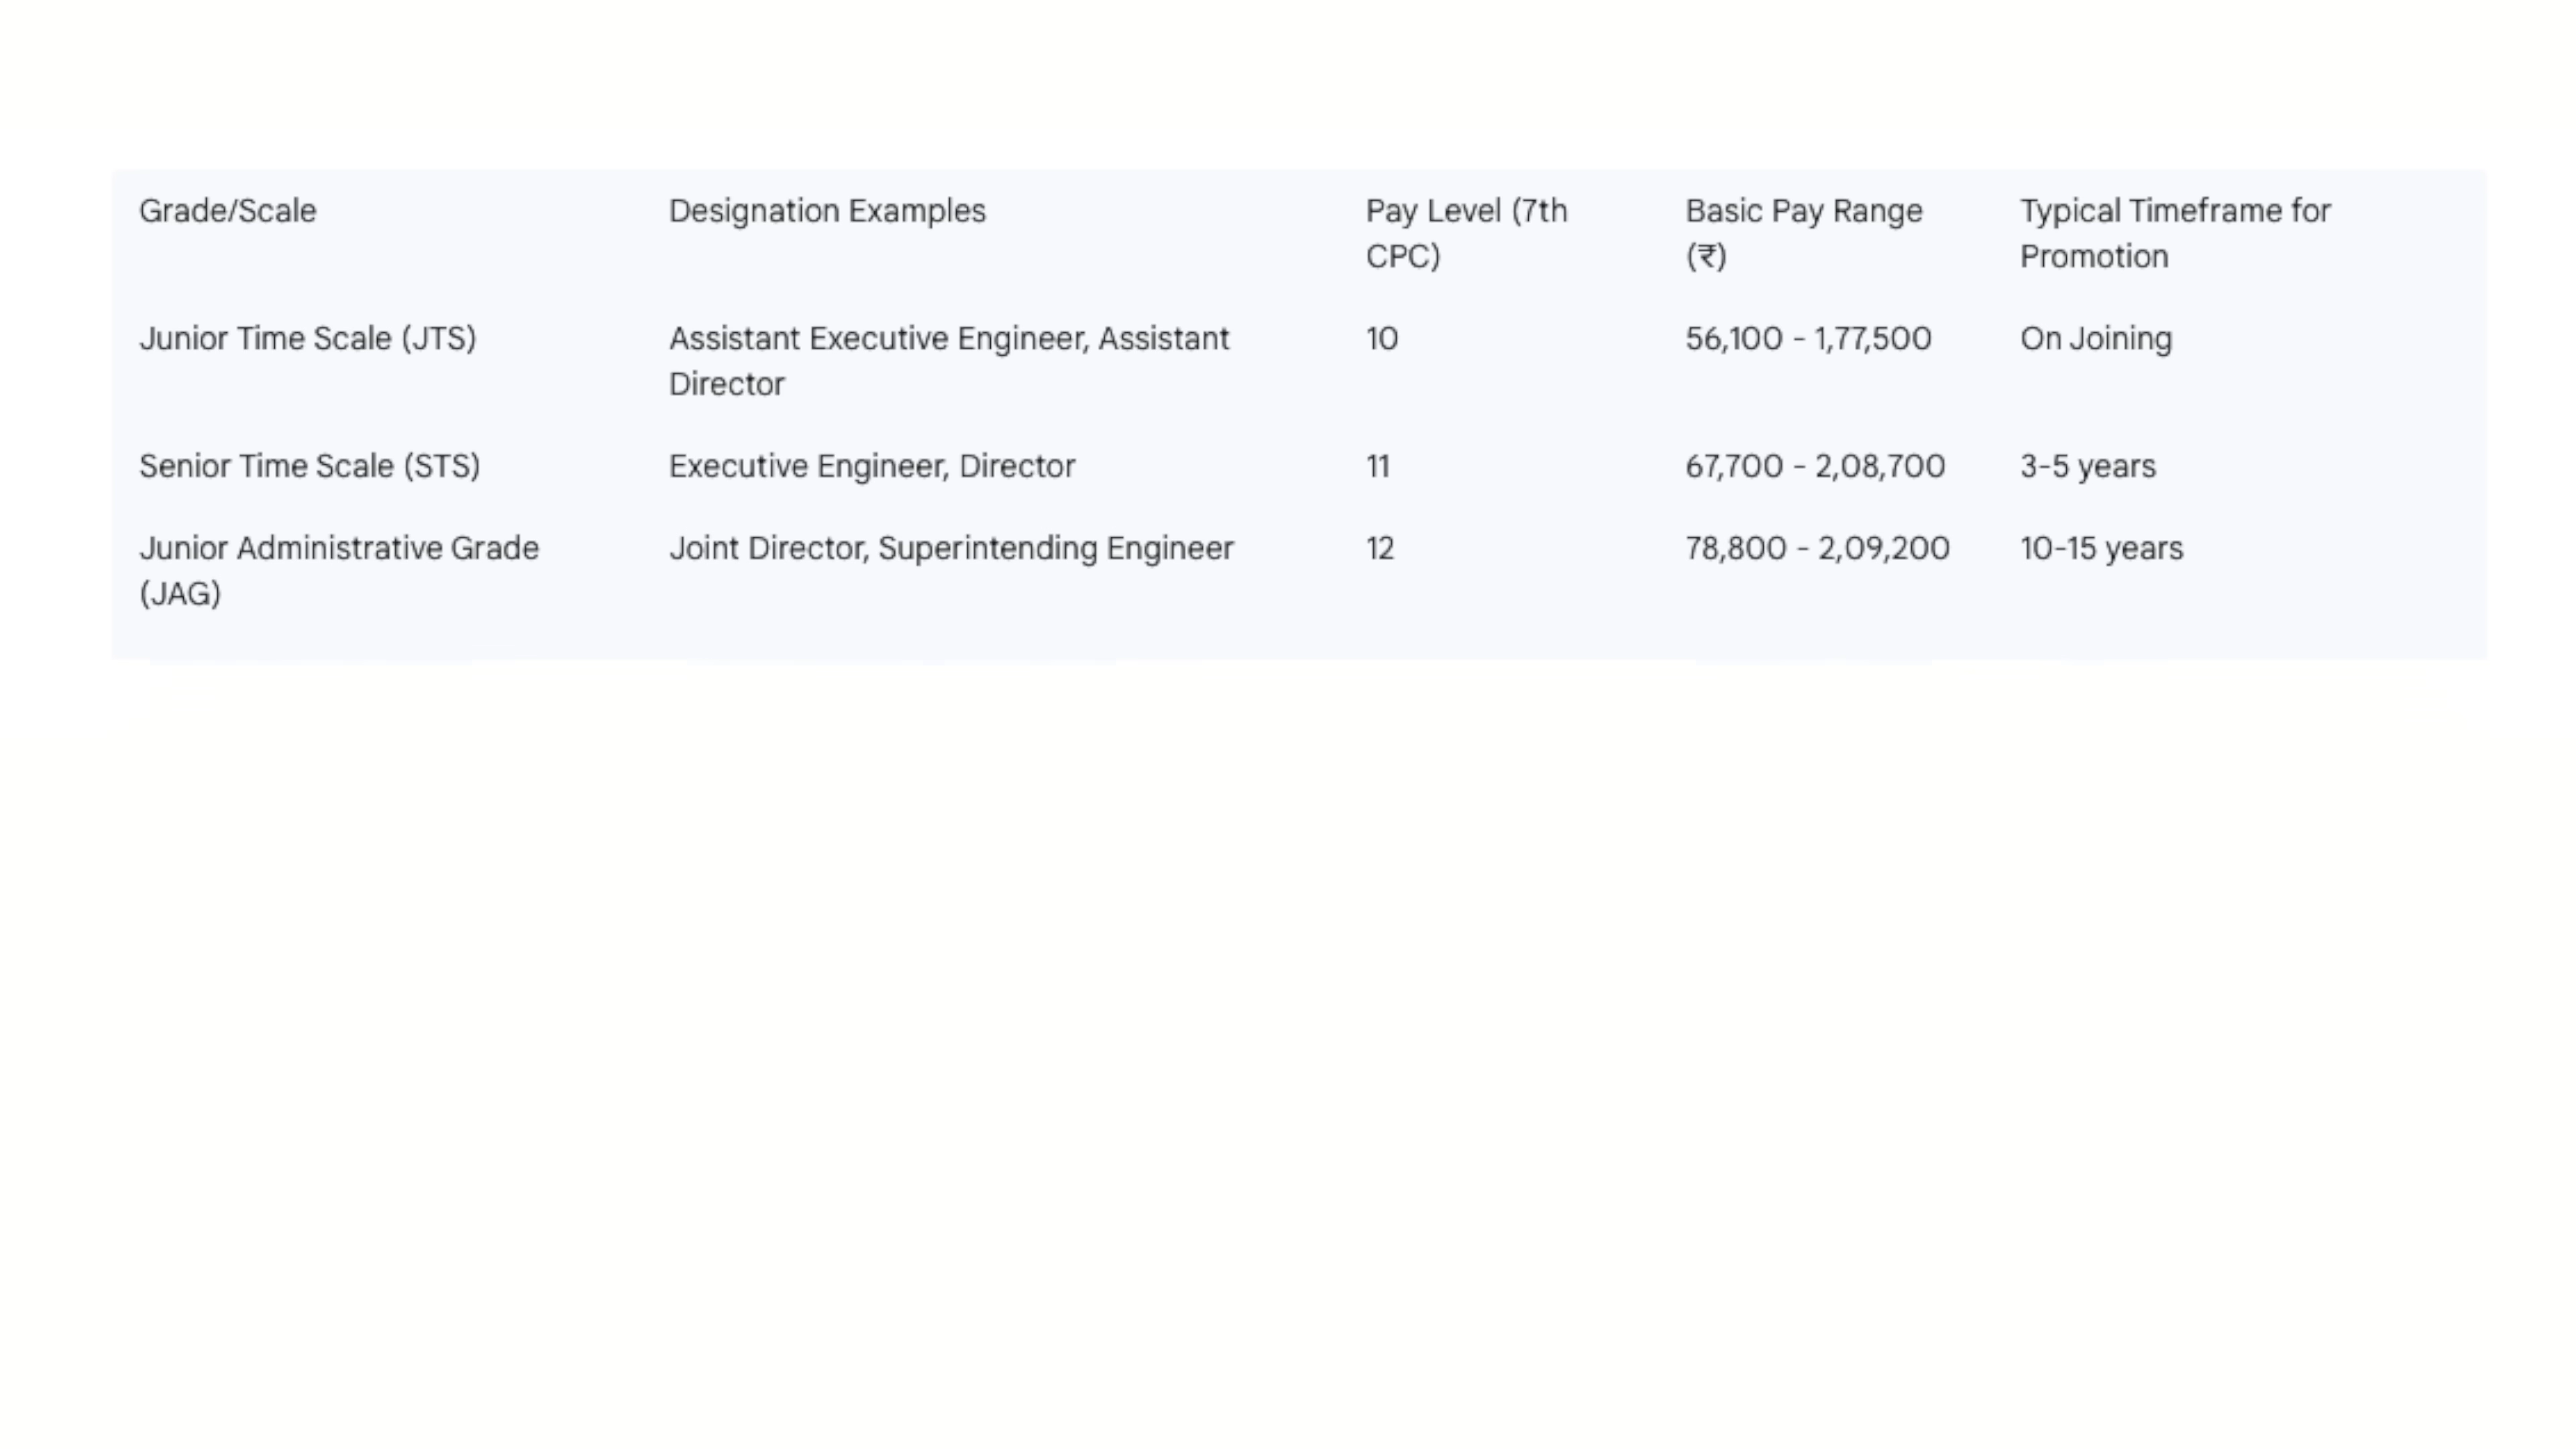 Grade/Scale
Designation Examples
Pay Level (7th
CPC)
Basic Pay Range
(₹)
Typical Timeframe for
Promotion
Junior Time Scale (JTS)
Assistant Executive Engineer, Assistant
Director
10
56,100 - 1,77,500
On Joining
Senior Time Scale (STS)
Executive Engineer, Director
11
67,700 - 2,08,700
3-5 years
Junior Administrative Grade
(JAG)
Joint Director, Superintending Engineer
12
78,800 - 2,09,200
10-15 years